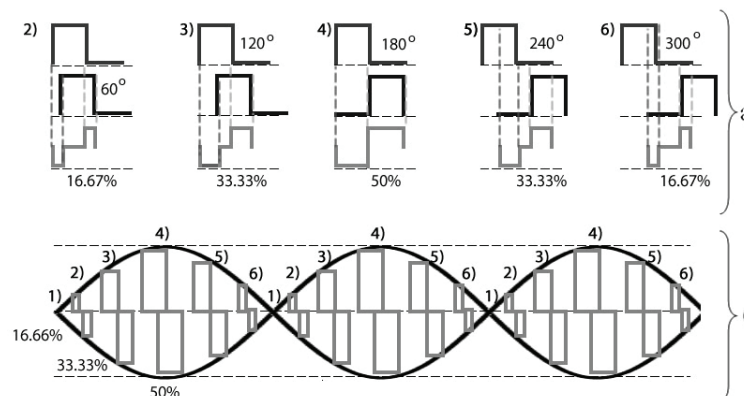 2) 3) 4) 5) 6)
120° 180° 240° 300°
60°
16.67% 33.33% 50% 33.33% 16.67%
4) 4) 4)
3) 5) 3) 5) 3) 5)
2) 6) 2) 6) 2) 6)
1) 1) 1)
16.66%
33.33%
50%